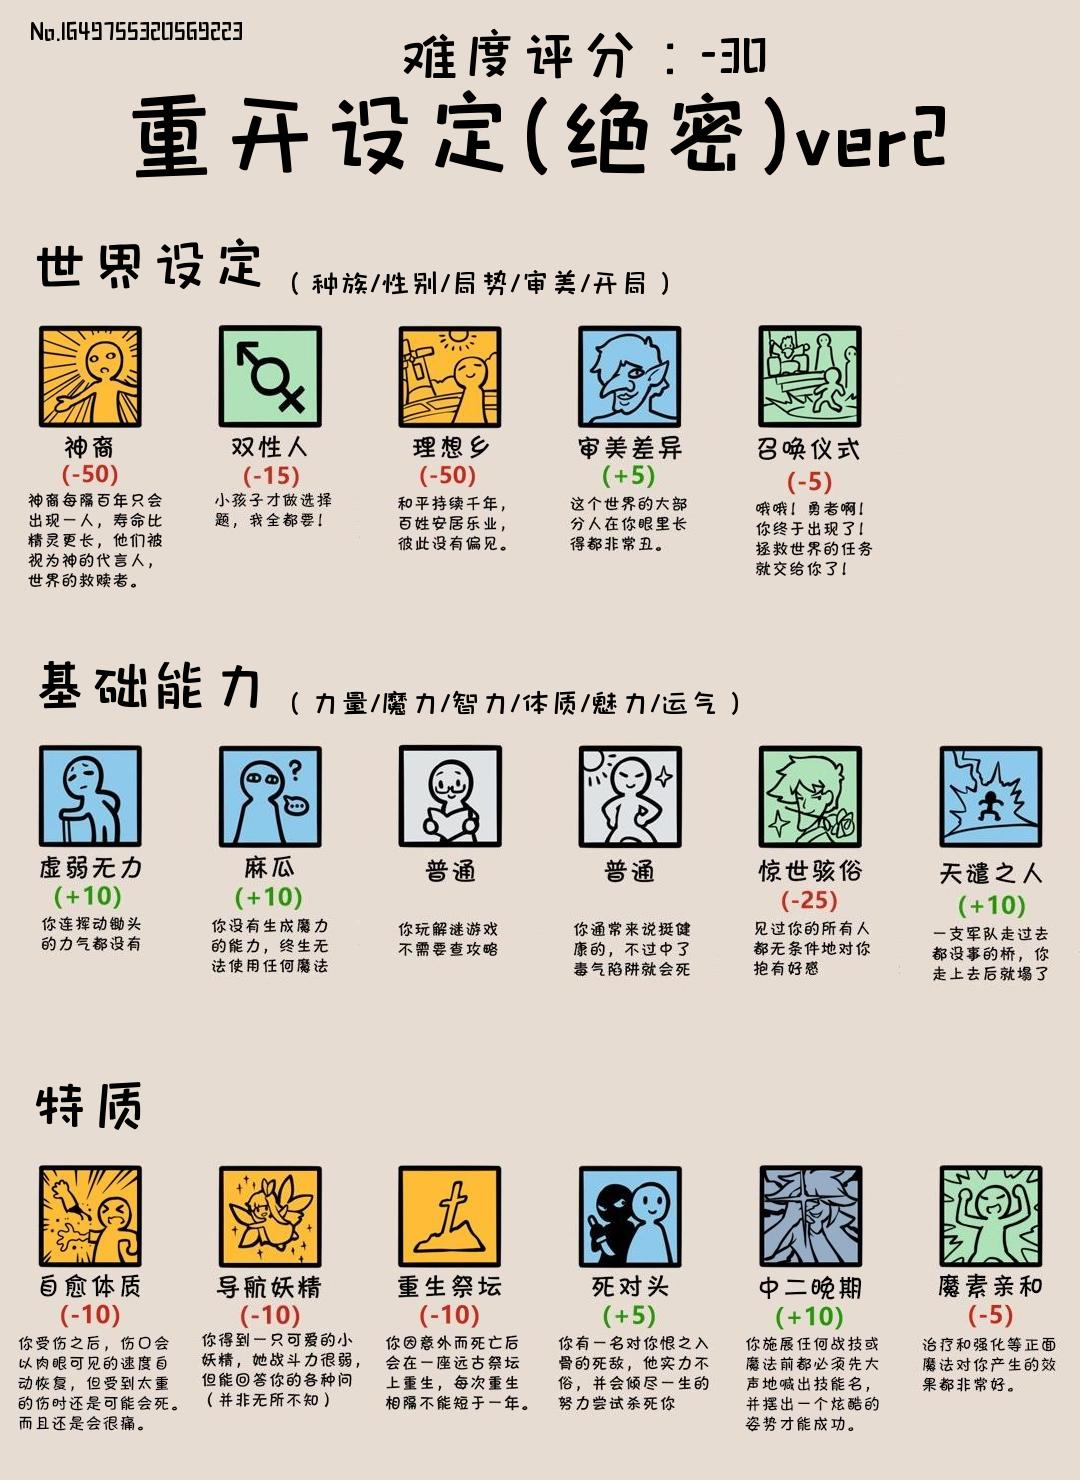 No.1649755320569223
难度评分：-30
重开设定(绝密)ver2
世界设定（种族/性别/局势/审美/开局）
神裔
(-50)
神裔每隔百年只会
出现一人，寿命比
精灵更长，他们被
视为神的代言人，
世界的救赎者。
双性人
(-15)
小孩子才做选择
题，我全都要！
理想乡
(-50)
和平持续千年，
百姓安居乐业，
彼此没有偏见。
审美差异
(+5)
这个世界的大部
分人在你眼里长
得都非常丑。
召唤仪式
(-5)
哦哦！勇者啊！
你终于出现了！
拯救世界的任务
就交给你了！
基础能力（力量/魔力/智力/体质/魅力/运气）
虚弱无力
(+10)
你连挥动锄头
的力气都没有
麻瓜
(+10)
你没有生成魔力
的能力，终生无
法使用任何魔法
普通
你玩解谜游戏
不需要查攻略
普通
你通常来说挺健
康的，不过中了
毒气陷阱就会死
惊世骇俗
(-25)
见过你的所有人
都无条件地对你
抱有好感
天谴之人
(+10)
一支军队走过去
都没事的桥，你
走上去后就塌了
特质
自愈体质
(-10)
你受伤之后，伤口会
以肉眼可见的速度自
动恢复，但受到太重
的伤时还是可能会死。
而且还是会很痛。
导航妖精
(-10)
你得到一只可爱的小
妖精，她战斗力很弱，
但能回答你的各种问
（并非无所不知）
重生祭坛
(-10)
你因意外而死亡后
会在一座远古祭坛
上重生，每次重生
相隔不能短于一年。
死对头
(+5)
你有一名对你恨之入
骨的死敌，他实力不
俗，并会倾尽一生的
努力尝试杀死你
中二晚期
(+10)
你施展任何战技或
魔法前都必须先大
声地喊出技能名，
并摆出一个炫酷的
姿势才能成功。
魔素亲和
(-5)
治疗和强化等正面
魔法对你产生的效
果都非常好。